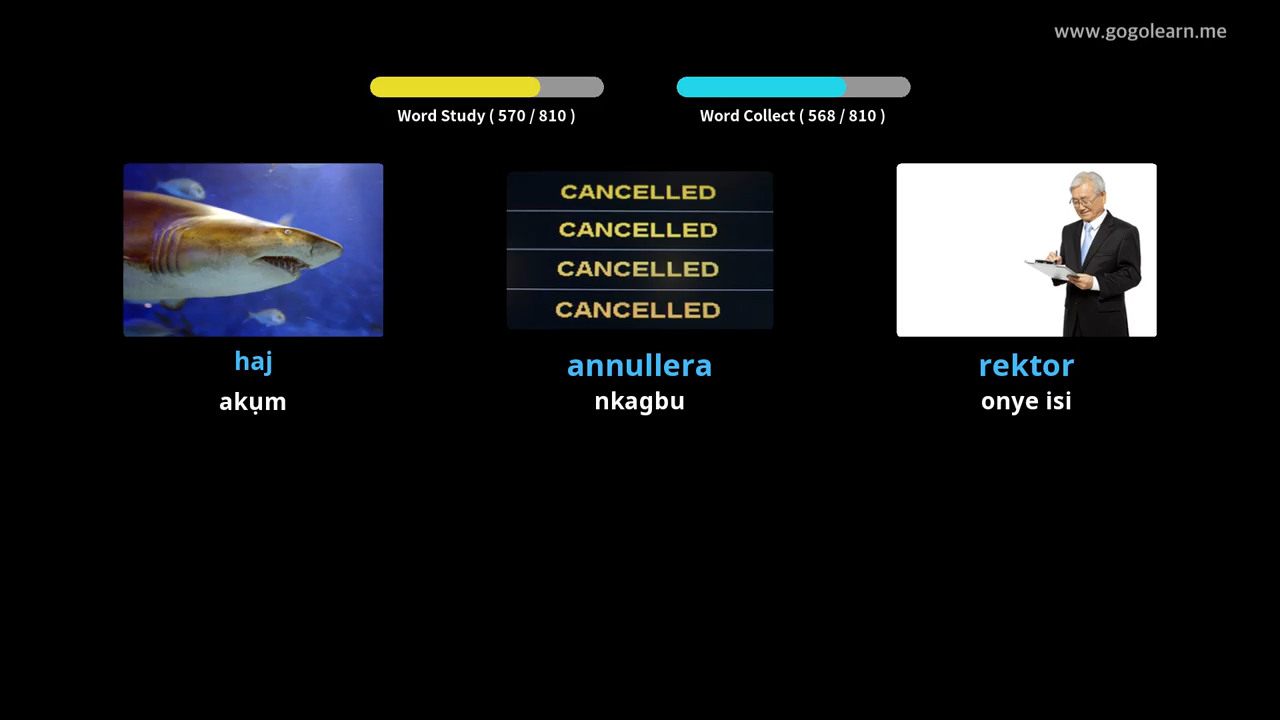 www.gogolearn.me
Word Study ( 570 / 810 )
Word Collect ( 568 / 810 )
CANCELLED
CANCELLED
CANCELLED
CANCELLED
haj
akụm
annullera
nkagbu
rektor
onye isi